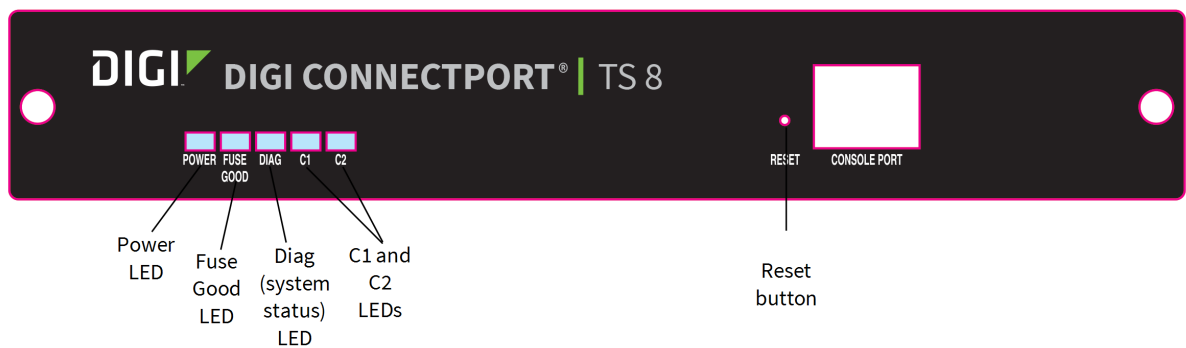 DIGI
DIGI CONNECTPORT® | TS 8
POWER
FUSE
GOOD
DIAG
C1
C2
RESET
CONSOLE PORT
Power
LED
Fuse
Good
LED
Diag
(system
status)
LED
C1 and
C2
LEDs
Reset
button